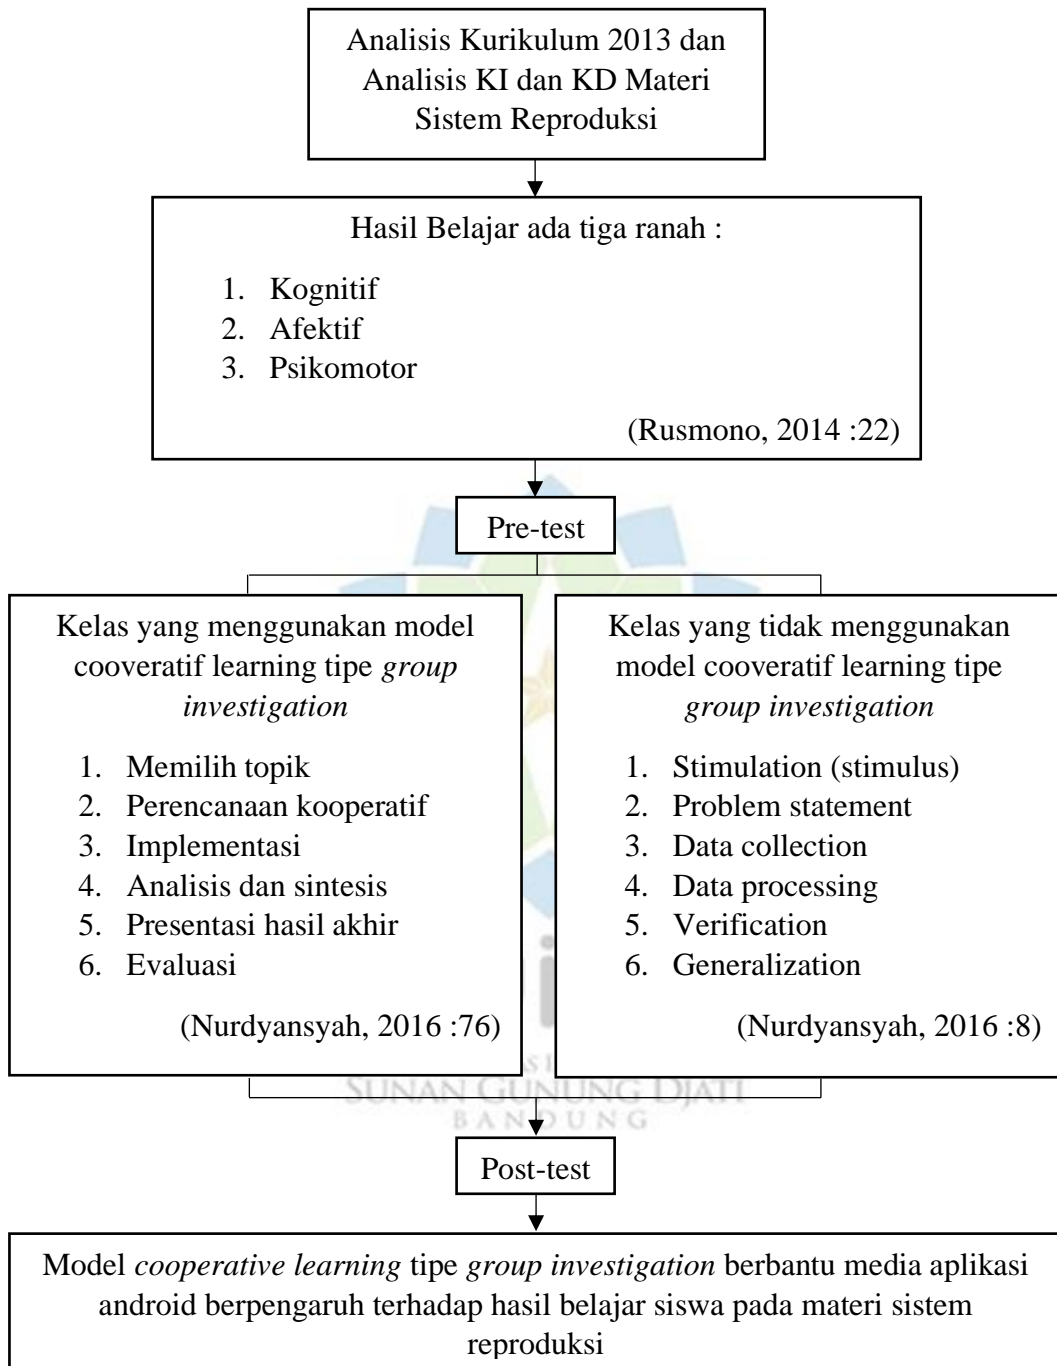 Analisis Kurikulum 2013 dan
Analisis KI dan KD Materi
Sistem Reproduksi
Hasil Belajar ada tiga ranah :
1. Kognitif
2. Afektif
3. Psikomotor
(Rusmono, 2014 :22)
Pre-test
Kelas yang menggunakan model
cooveratif learning tipe group
investigation
1. Memilih topik
2. Perencanaan kooperatif
3. Implementasi
4. Analisis dan sintesis
5. Presentasi hasil akhir
6. Evaluasi
(Nurdyansyah, 2016 :76)
Kelas yang tidak menggunakan
model cooveratif learning tipe
group investigation
1. Stimulation (stimulus)
2. Problem statement
3. Data collection
4. Data processing
5. Verification
6. Generalization
(Nurdyansyah, 2016 :8)
SUNAN GUNUNG DJATI
BANDUNG
Post-test
Model cooperative learning tipe group investigation berbantu media aplikasi
android berpengaruh terhadap hasil belajar siswa pada materi sistem
reproduksi